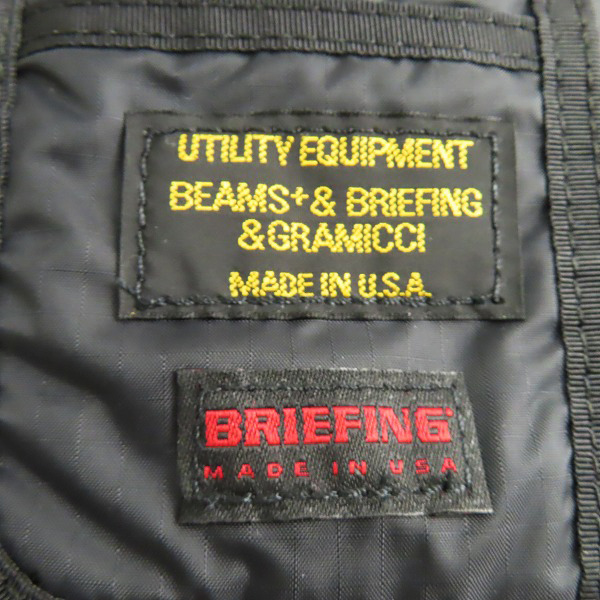 UTILITY EQUIPMENT
BEAMS+ & BRIEFING
&GRAMICCI
MADE IN U.S.A.
BRIEFING
MADE IN USA